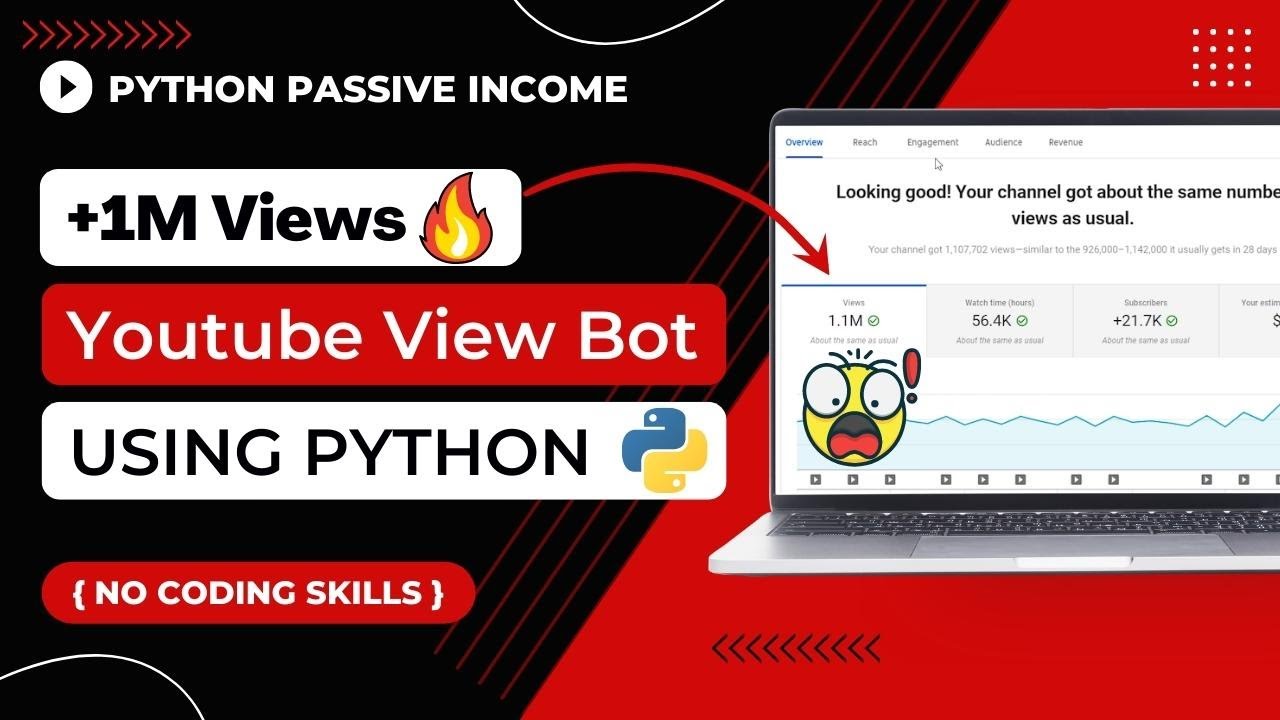 PYTHON PASSIVE INCOME
+1M Views
Youtube View Bot
USING PYTHON
{ NO CODING SKILLS }
Overview Reach Engagement Audience Revenue
Looking good! Your channel got about the same
views as usual.
Your channel got 1,107,702 views—similar to the 926,000–1,142,000 it usually gets in 28 days
Views Watch time (hours) Subscribers Your
1.1M 56.4K +21.7K $
About the same as usual About the same as usual About the same as usual